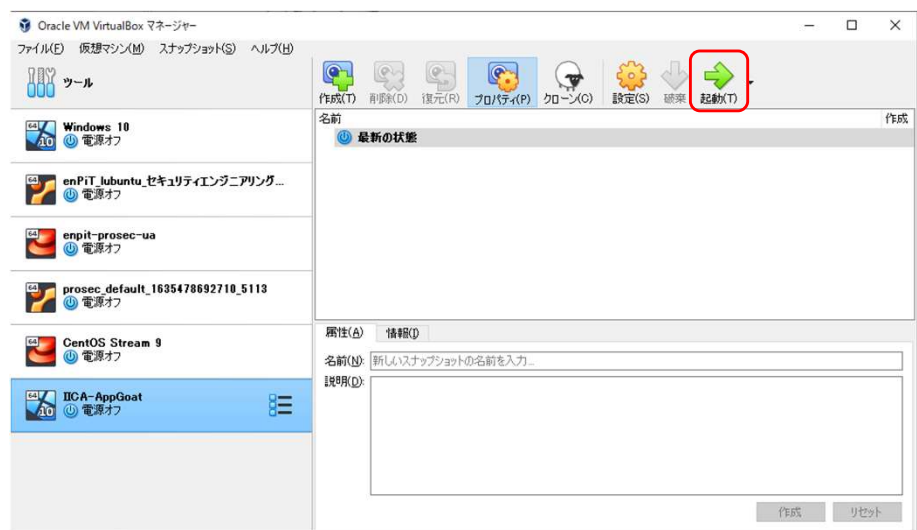 Oracle VM VirtualBox マネージャー
ファイル(F) 仮想マシン(M) スナップショット(S) ヘルプ(H)
ツール
作成(T) 削除(D) 復元(R) プロパティ(P) クローン(C) 設定(S) 破棄 起動(T)
名前 作成
最新の状態
64 10 Windows 10
電源オフ
64 enPiT_lubuntu_セキュリティエンジニアリング...
電源オフ
64 enpit-prosec-ua
電源オフ
64 prosec_default_1635478692710_5113
電源オフ
64 CentOS Stream 9
電源オフ
64 10 IICA-AppGoat
電源オフ
属性(A) 情報(I)
名前(N): 新しいスナップショットの名前を入力...
説明(D):
作成 リセット